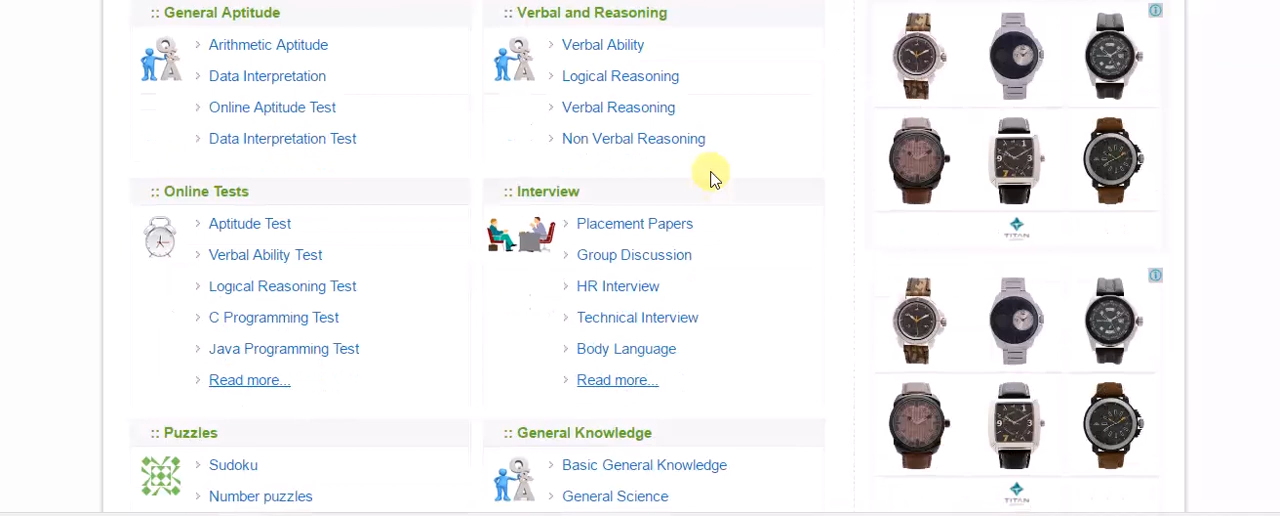 :: General Aptitude
Arithmetic Aptitude
Data Interpretation
Online Aptitude Test
Data Interpretation Test
:: Verbal and Reasoning
Verbal Ability
Logical Reasoning
Verbal Reasoning
Non Verbal Reasoning
:: Online Tests
Aptitude Test
Verbal Ability Test
Logical Reasoning Test
C Programming Test
Java Programming Test
Read more...
:: Interview
Placement Papers
Group Discussion
HR Interview
Technical Interview
Body Language
Read more...
:: Puzzles
Sudoku
Number puzzles
:: General Knowledge
Basic General Knowledge
General Science
TITAN
TITAN